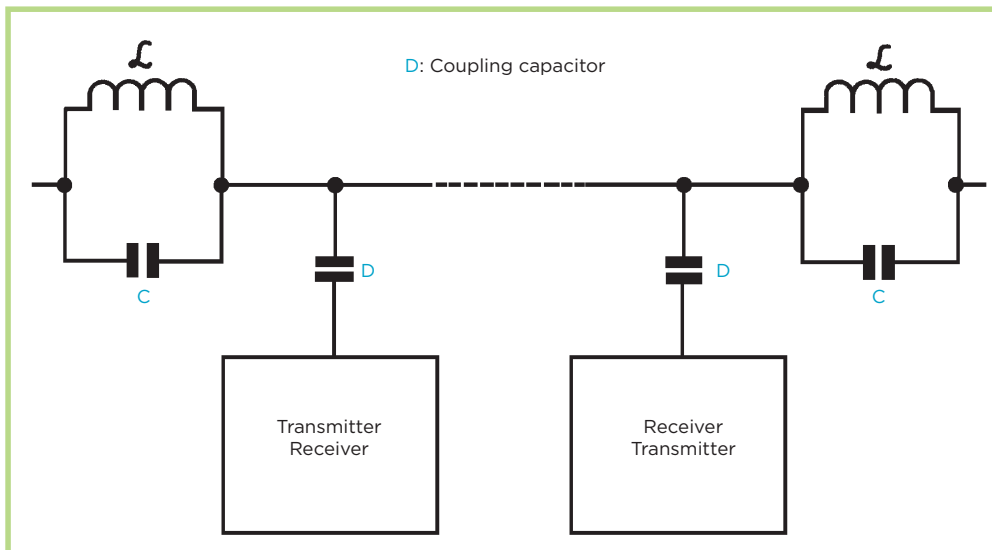 ℒ
D: Coupling capacitor
ℒ
D
D
C
C
Transmitter
Receiver
Receiver
Transmitter